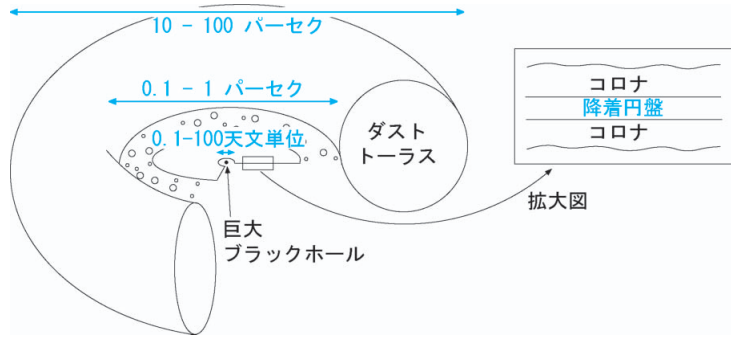 10 - 100 パーセク
0.1 - 1 パーセク
0.1-100天文単位
ダスト
トーラス
巨大
ブラックホール
コロナ
降着円盤
コロナ
拡大図